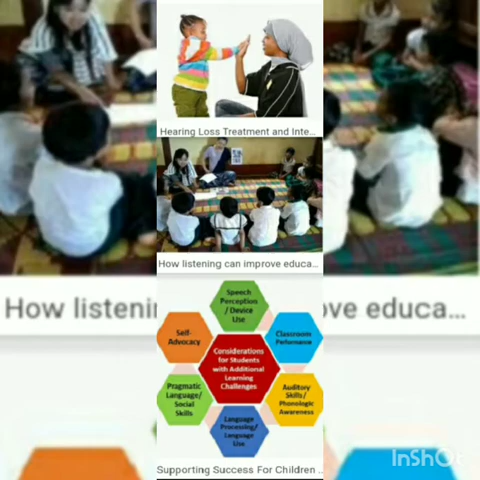 Hearing Loss Treatment and Inte...
How listening can improve educa...
How listeni
ve educa...
Speech
Perception
/ Device
Use
Self-
Advocacy
Classroom
Considerations
for Students
with Additional
Learning
Challenges
Pragmatic
Language/
Social
Skills
Auditory
Skills/
Phonologic
Awareness
Language
Processing/
Language
Use
Supporting Success For Children ..
InShOt